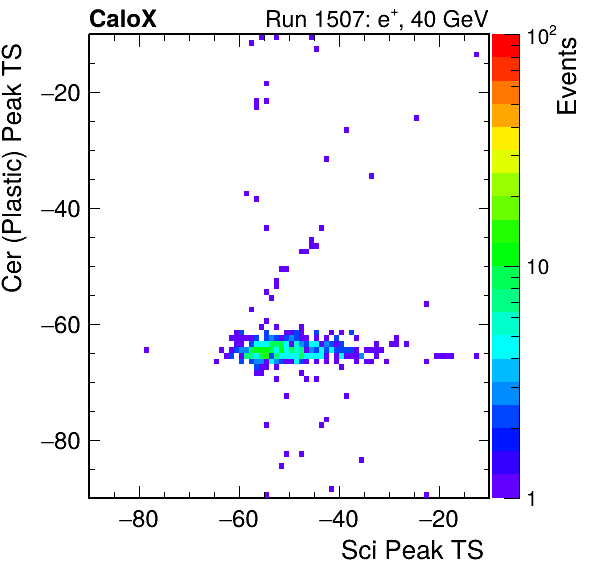 CaloX Run 1507: e⁺, 40 GeV
Cer (Plastic) Peak TS
−20
−40
−60
−80
−80 −60 −40 −20
Sci Peak TS
10²
10
1
Events